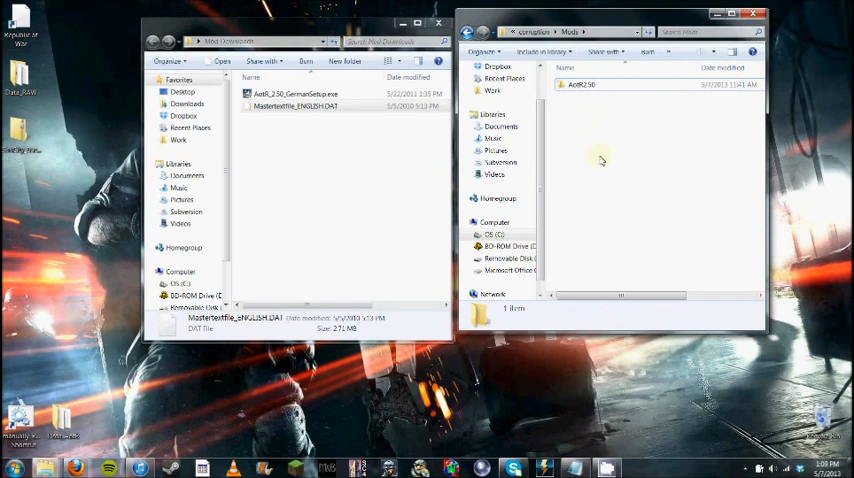 Republic at
War
Data_RAW
Mod Downloads
Search Mod Downloads
Organize
Open
Share with
Burn
New folder
Favorites
Desktop
Downloads
Dropbox
Recent Places
Work
Libraries
Documents
Music
Pictures
Subversion
Videos
Homegroup
Computer
OS (C:)
BD-ROM Drive (
Removable Disk (
Name
Date modified
AotR_2.50_GermanSetup.exe
5/22/2011 1:35 PM
Mastertextfile_ENGLISH.DAT
5/5/2010 5:13 PM
Mastertextfile_ENGLISH.DAT Date modified: 5/5/2010 5:13 PM
DAT file
Size: 2.71 MB
« corruption
Mods
Search Mods
Organize
Include in library
Share with
Burn
»
Dropbox
Recent Places
Work
Libraries
Documents
Music
Pictures
Subversion
Videos
Homegroup
Computer
OS (C:)
BD-ROM Drive (D
Removable Disk (
Microsoft Office C
Network
Name
Date modified
AotR2.50
5/7/2013 11:41 AM
1 item
Shortcut
1:09 PM
5/7/2013